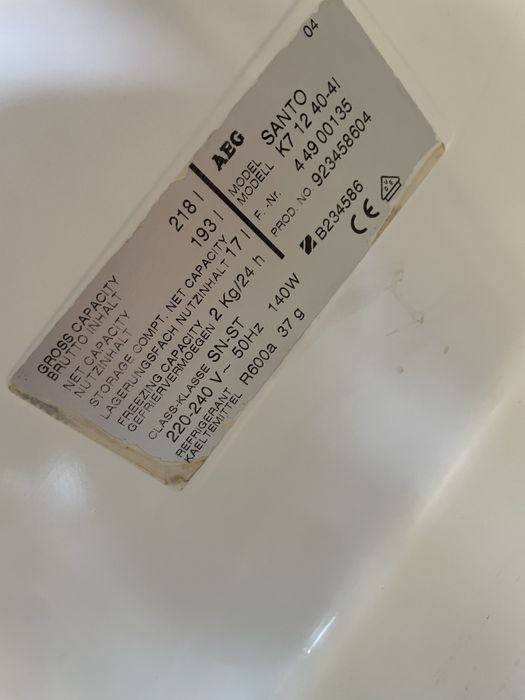 04
AEG
MODEL SANTO
MODELL K7 12 40-4I
F. -Nr. 449 00135
PROD. NO. 923458604
B234586
CE
GROSS CAPACITY
BRUTTO INHALT 218 l
NET CAPACITY
NUTZINHALT 193 l
STORAGE COMPT. NET CAPACITY
LAGERUNGSFACH NUTZINHALT 17 l
FREEZING CAPACITY
GEFRIERVERMOEGEN 2 Kg/24 h
CLASS-KLASSE SN-ST
220-240 V ~ 50Hz 140W
REFRIGERANT
KAELTEMITTEL R600a 37 g